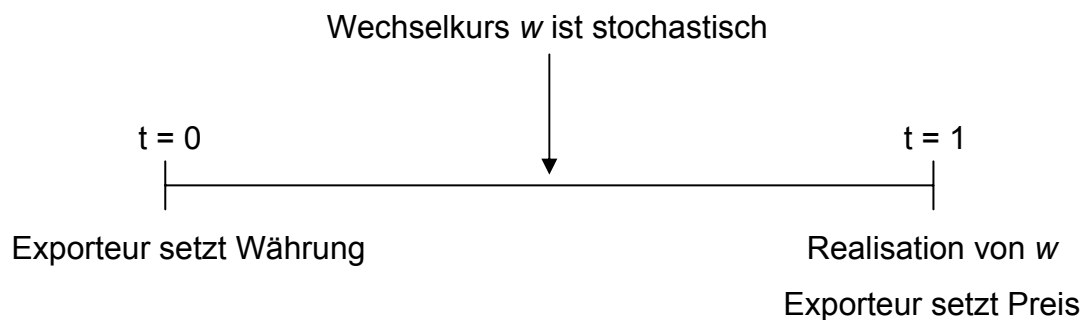 Wechselkurs w ist stochastisch
t = 0
t = 1
Exporteur setzt Währung
Realisation von w
Exporteur setzt Preis